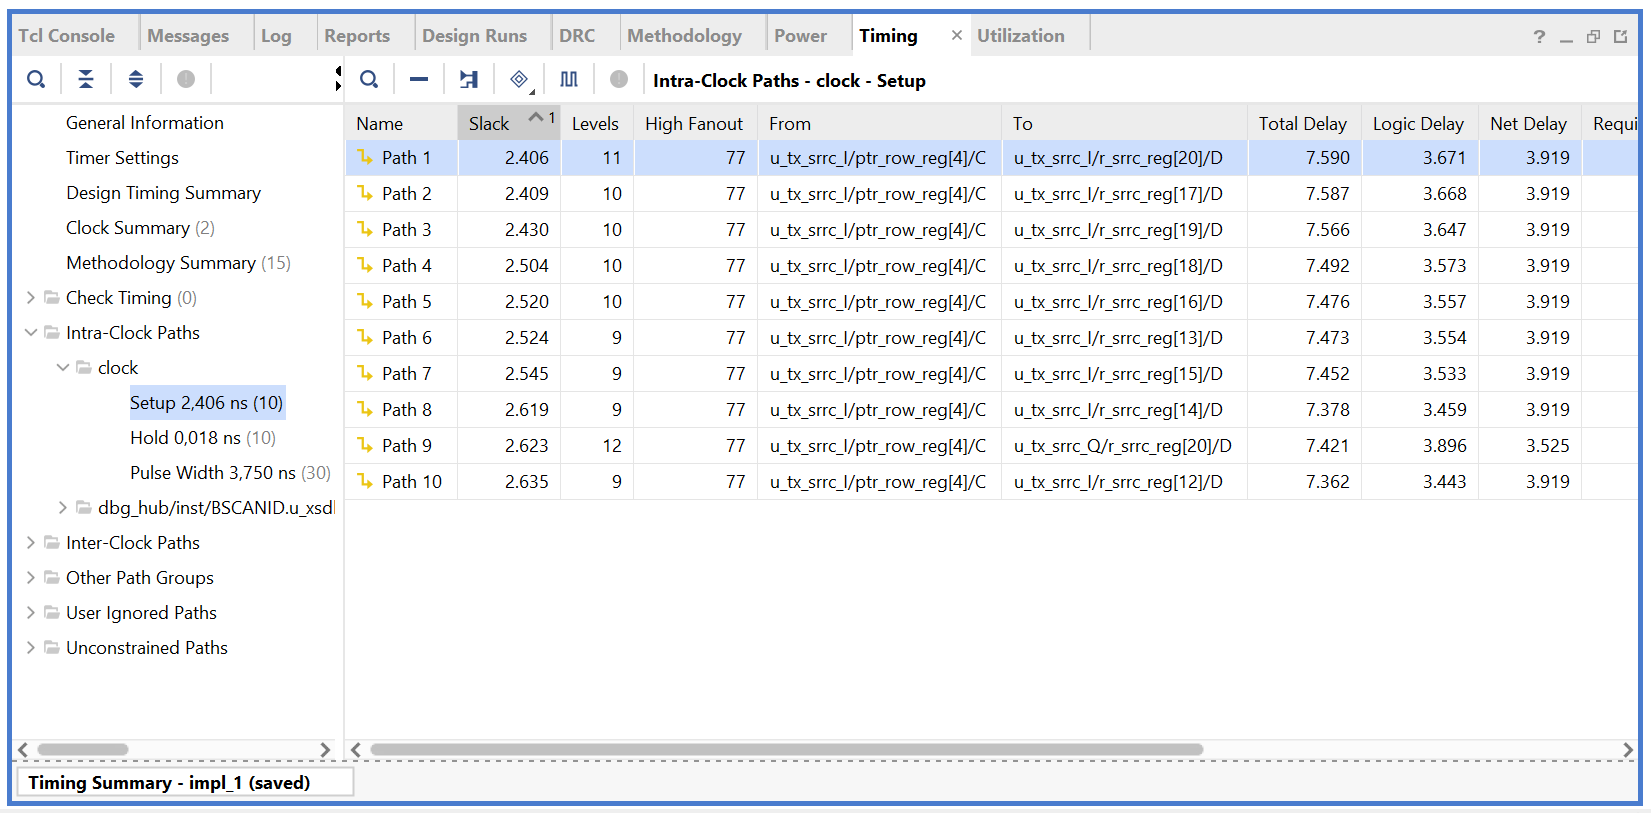 Tcl Console Messages Log Reports Design Runs DRC Methodology Power Timing × Utilization ?
Intra-Clock Paths - clock - Setup
General Information
Timer Settings
Design Timing Summary
Clock Summary (2)
Methodology Summary (15)
Check Timing (0)
Intra-Clock Paths
clock
Setup 2,406 ns (10)
Hold 0,018 ns (10)
Pulse Width 3,750 ns (30)
dbg_hub/inst/BSCANID.u_xsd
Inter-Clock Paths
Other Path Groups
User Ignored Paths
Unconstrained Paths
Name Slack 1 Levels High Fanout From To Total Delay Logic Delay Net Delay Requi
Path 1 2.406 11 77 u_tx_srrc_I/ptr_row_reg[4]/C u_tx_srrc_I/r_srrc_reg[20]/D 7.590 3.671 3.919
Path 2 2.409 10 77 u_tx_srrc_I/ptr_row_reg[4]/C u_tx_srrc_I/r_srrc_reg[17]/D 7.587 3.668 3.919
Path 3 2.430 10 77 u_tx_srrc_I/ptr_row_reg[4]/C u_tx_srrc_I/r_srrc_reg[19]/D 7.566 3.647 3.919
Path 4 2.504 10 77 u_tx_srrc_I/ptr_row_reg[4]/C u_tx_srrc_I/r_srrc_reg[18]/D 7.492 3.573 3.919
Path 5 2.520 10 77 u_tx_srrc_I/ptr_row_reg[4]/C u_tx_srrc_I/r_srrc_reg[16]/D 7.476 3.557 3.919
Path 6 2.524 9 77 u_tx_srrc_I/ptr_row_reg[4]/C u_tx_srrc_I/r_srrc_reg[13]/D 7.473 3.554 3.919
Path 7 2.545 9 77 u_tx_srrc_I/ptr_row_reg[4]/C u_tx_srrc_I/r_srrc_reg[15]/D 7.452 3.533 3.919
Path 8 2.619 9 77 u_tx_srrc_I/ptr_row_reg[4]/C u_tx_srrc_I/r_srrc_reg[14]/D 7.378 3.459 3.919
Path 9 2.623 12 77 u_tx_srrc_I/ptr_row_reg[4]/C u_tx_srrc_Q/r_srrc_reg[20]/D 7.421 3.896 3.525
Path 10 2.635 9 77 u_tx_srrc_I/ptr_row_reg[4]/C u_tx_srrc_I/r_srrc_reg[12]/D 7.362 3.443 3.919
Timing Summary - impl_1 (saved)